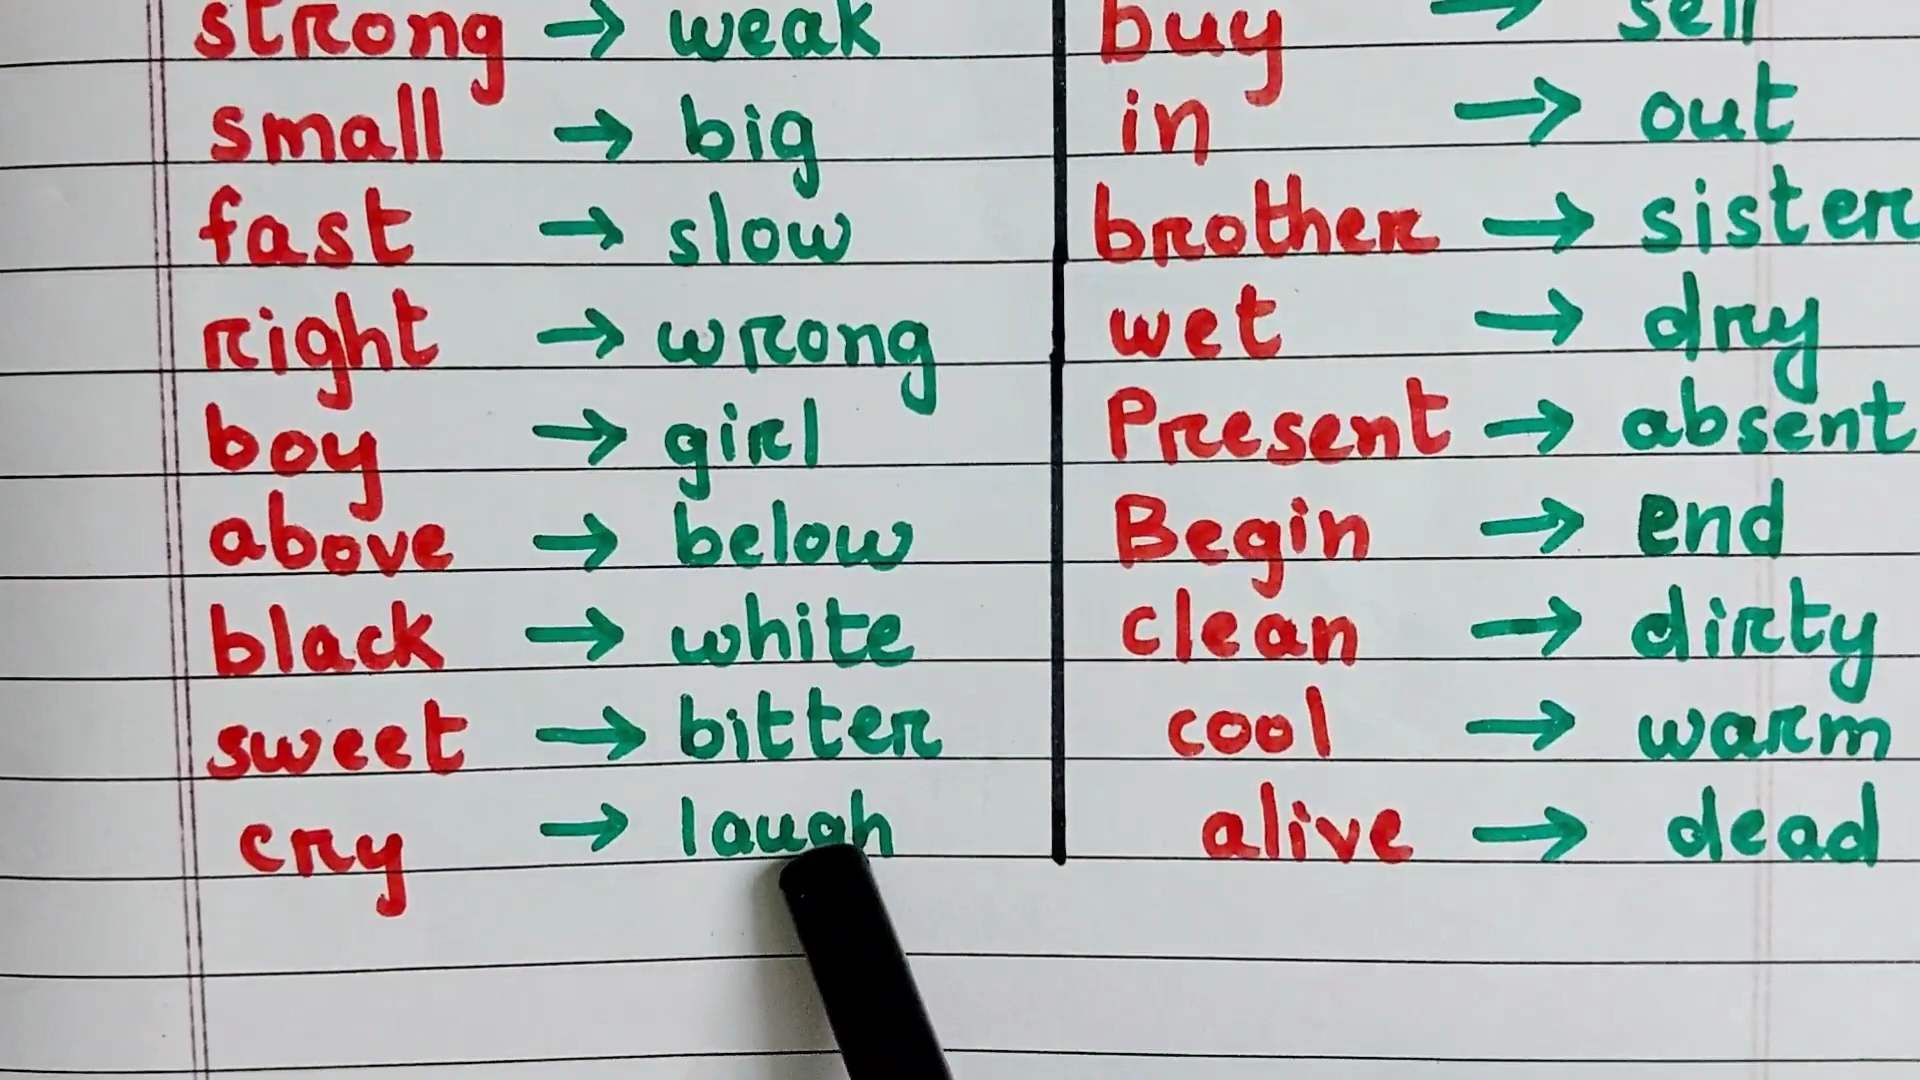 strong → weak
small → big
fast → slow
right → wrong
boy → girl
above → below
black → white
sweet → bitter
cry → laugh
buy → sell
in → out
brother → sister
wet → dry
Present → absent
Begin → end
clean → dirty
cool → warm
alive → dead